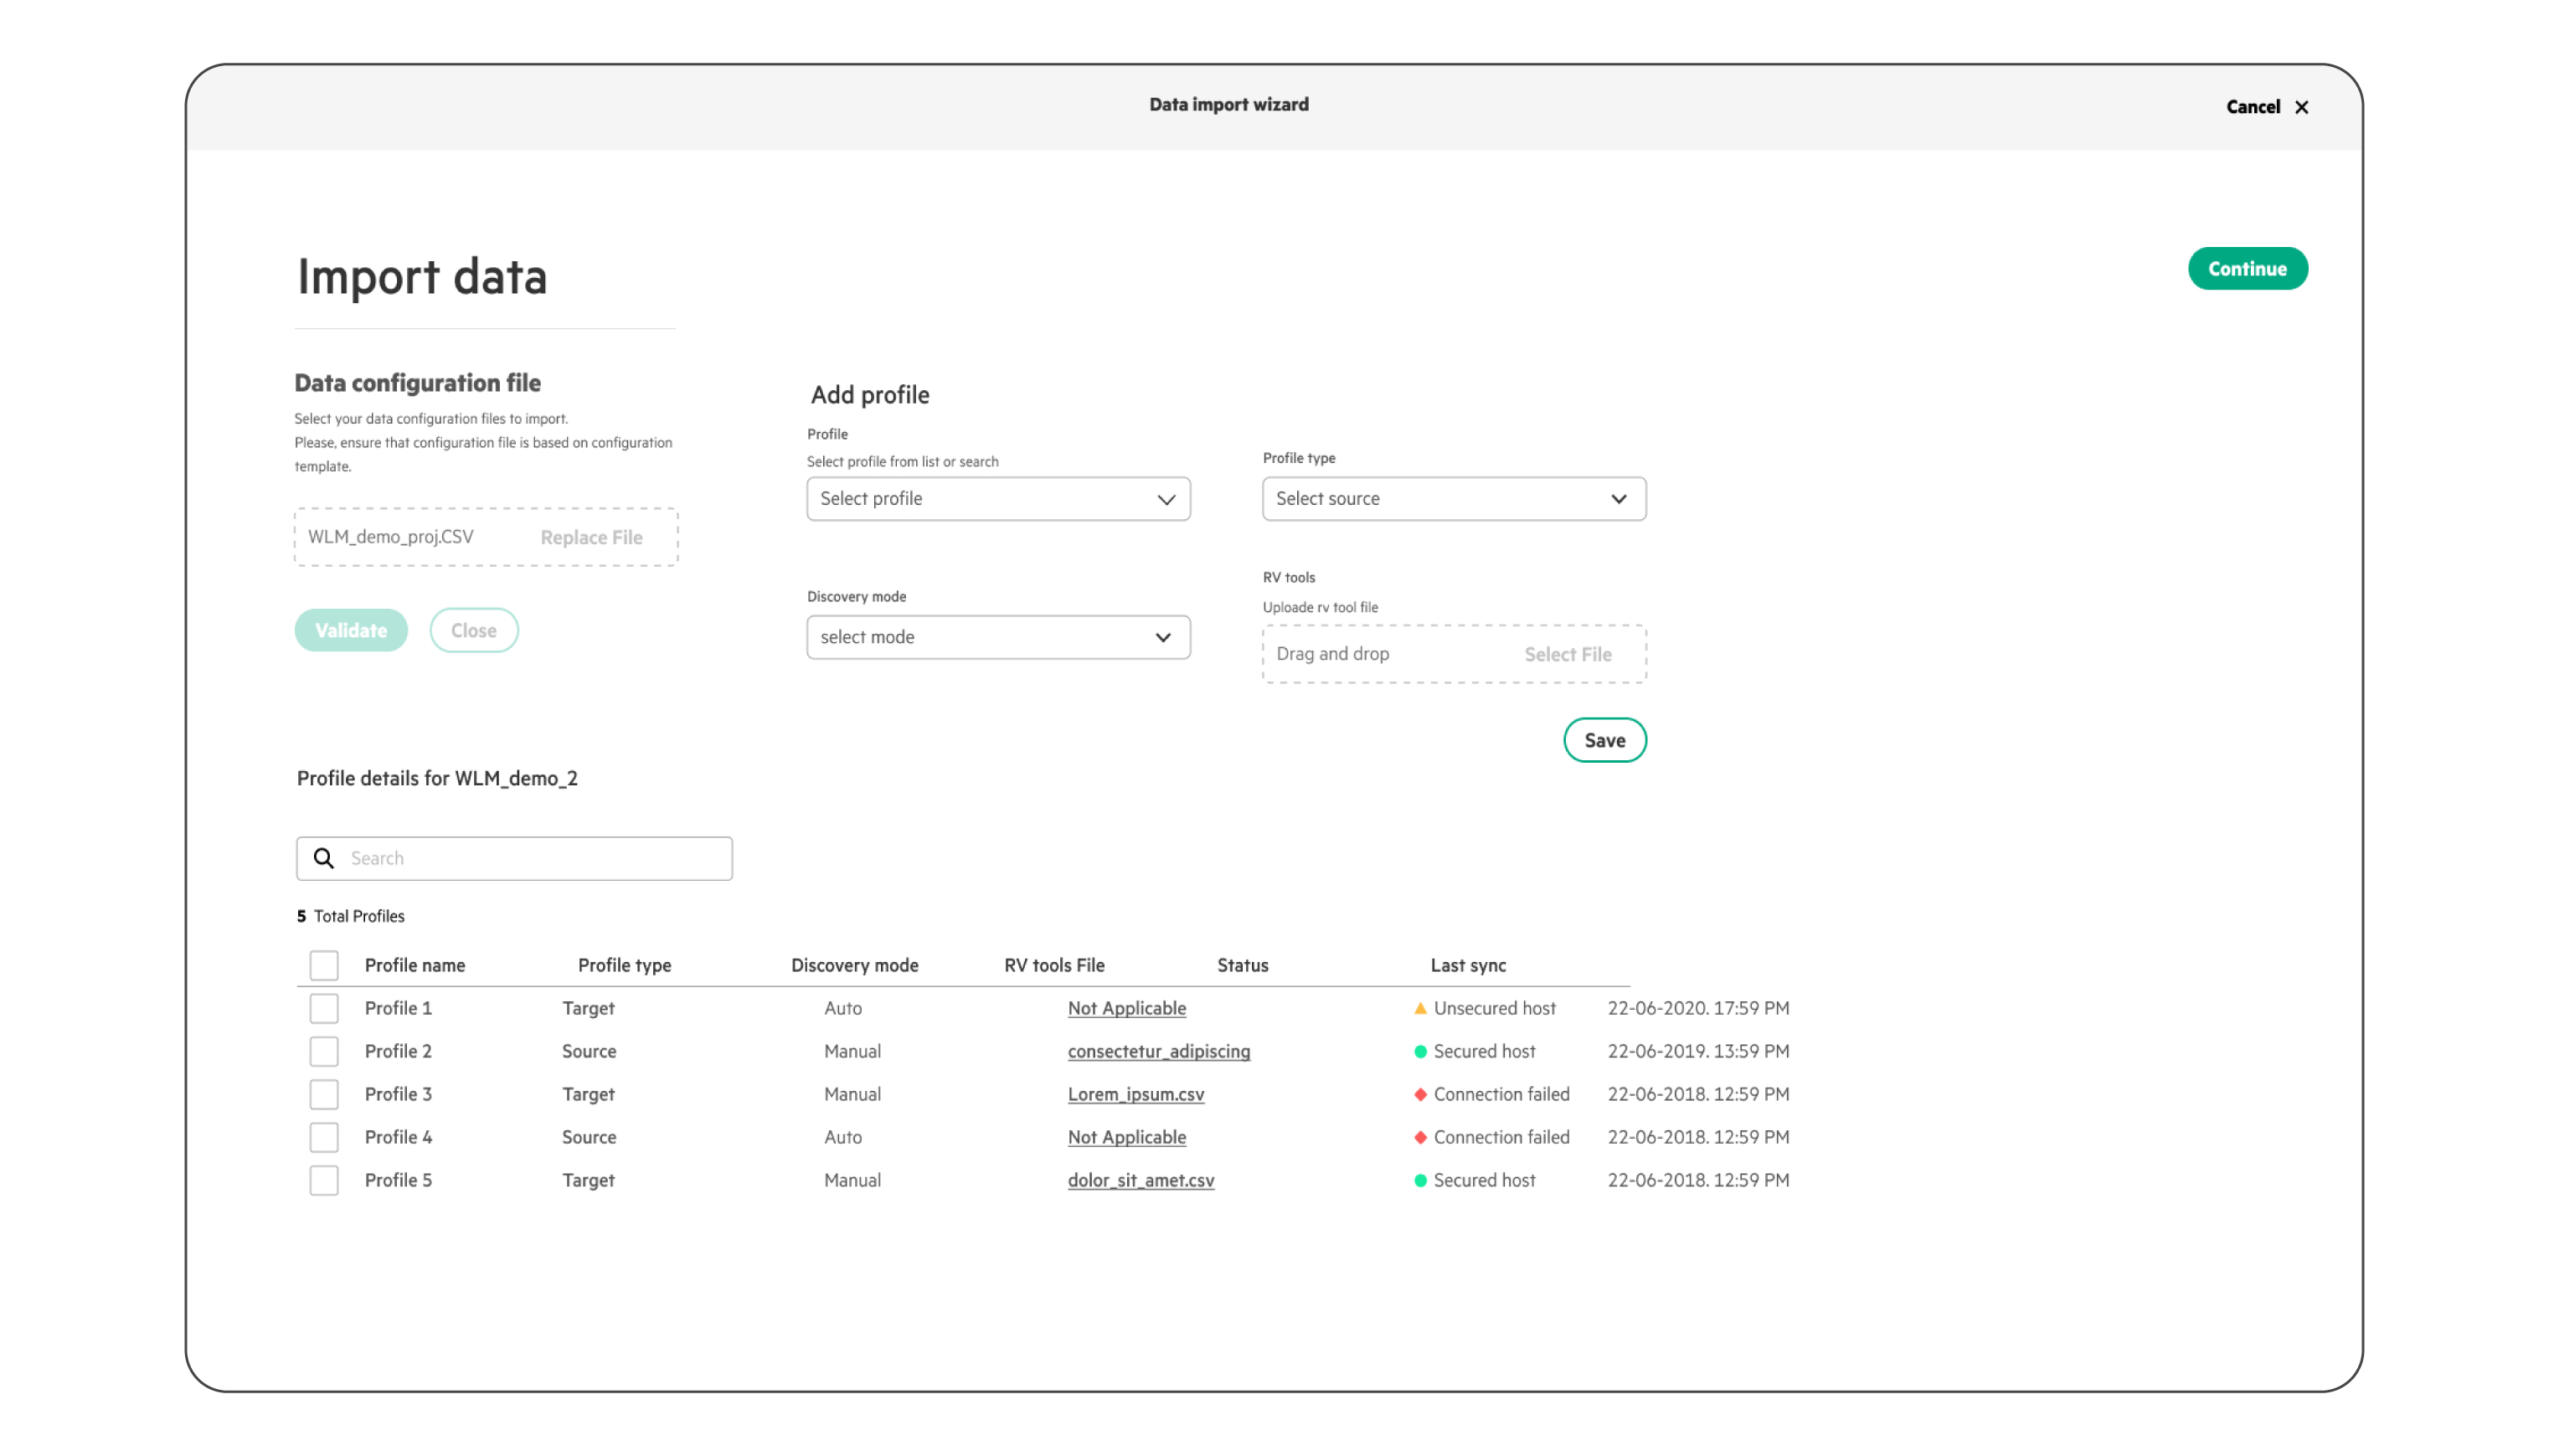 Data import wizard
Cancel
Import data
Continue
Data configuration file
Select your data configuration files to import.
Please, ensure that configuration file is based on configuration
template.
WLM_demo_proj.CSV Replace File
Validate Close
Add profile
Profile
Select profile from list or search
Select profile
Profile type
Select source
Discovery mode
select mode
RV tools
Uploade rv tool file
Drag and drop Select File
Save
Profile details for WLM_demo_2
Search
5 Total Profiles
Profile name Profile type Discovery mode RV tools File Status Last sync
Profile 1 Target Auto Not Applicable Unsecured host 22-06-2020. 17:59 PM
Profile 2 Source Manual consectetur_adipiscing Secured host 22-06-2019. 13:59 PM
Profile 3 Target Manual Lorem_ipsum.csv Connection failed 22-06-2018. 12:59 PM
Profile 4 Source Auto Not Applicable Connection failed 22-06-2018. 12:59 PM
Profile 5 Target Manual dolor_sit_amet.csv Secured host 22-06-2018. 12:59 PM